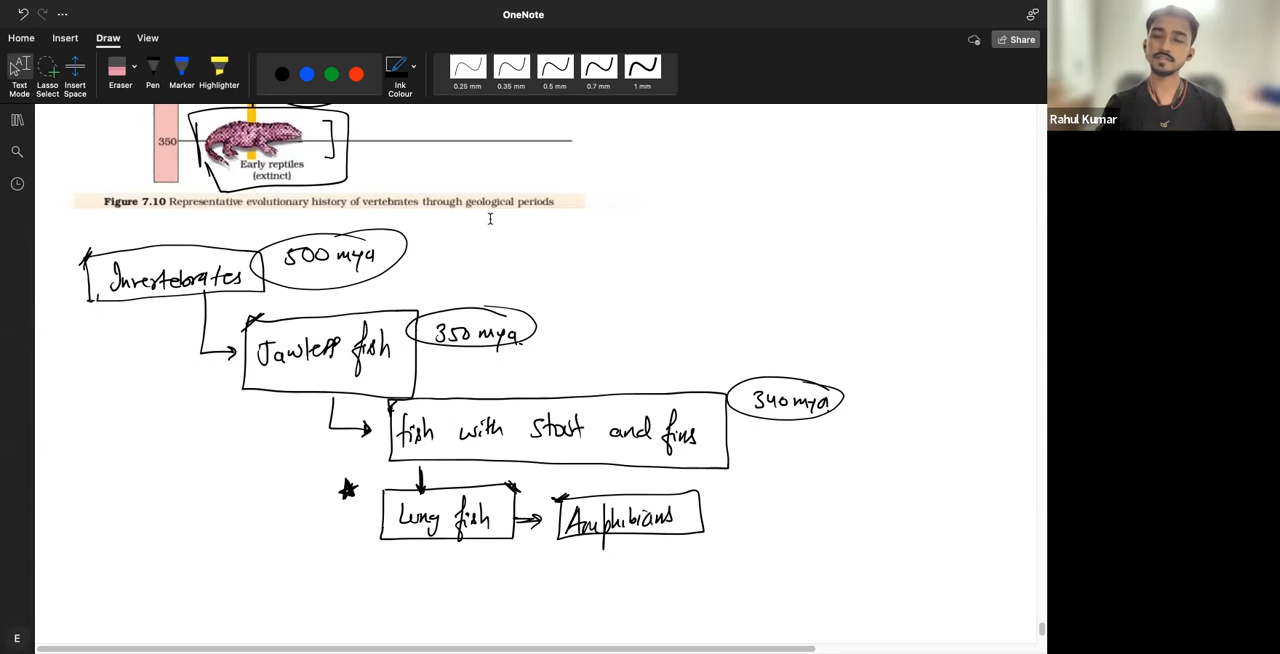 OneNote
Home Insert Draw View
Share
Text Mode
Lasso Select
Insert Space
Eraser
Pen
Marker
Highlighter
Ink Colour
0.25 mm
0.35 mm
0.5 mm
0.7 mm
1 mm
Rahul Kumar
350
Early reptiles
(extinct)
Figure 7.10 Representative evolutionary history of vertebrates through geological periods
Invertebrates 500 mya
Jawless fish 350 mya.
fish with stout and fins 340 mya
Lung fish Amphibians
E